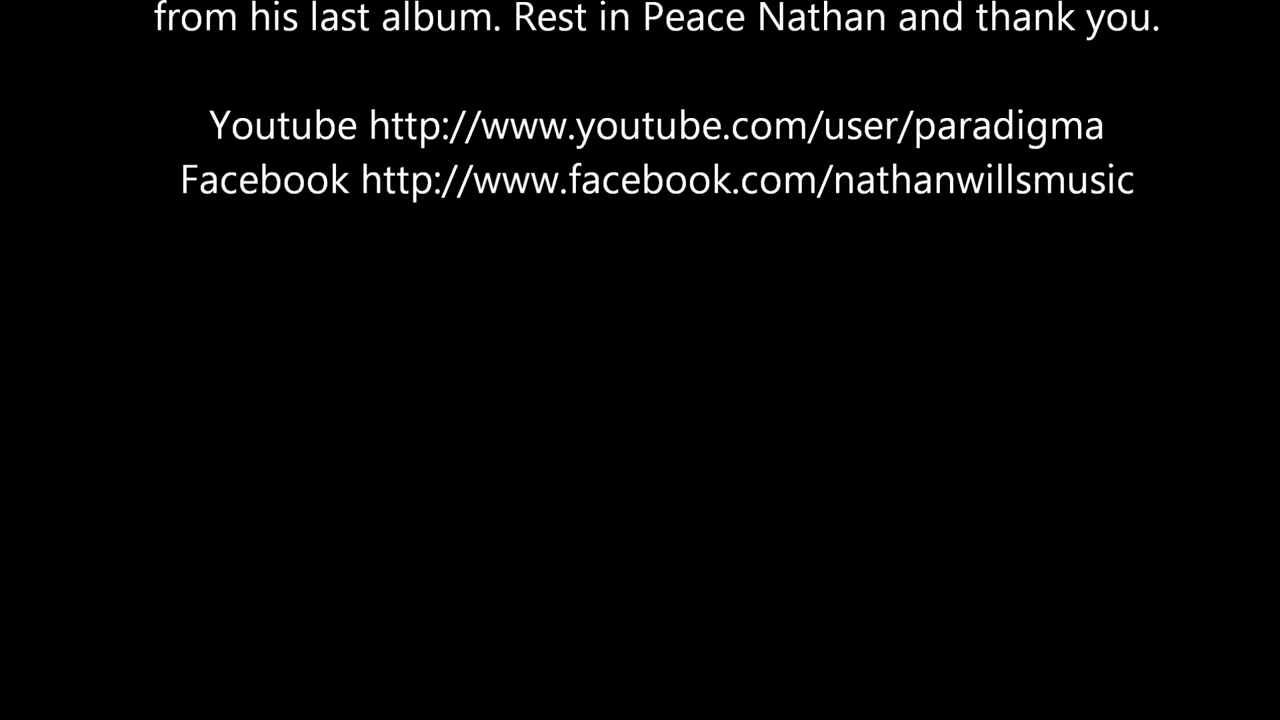 from his last album. Rest in Peace Nathan and thank you.
Youtube http://www.youtube.com/user/paradigma
Facebook http://www.facebook.com/nathanwillsmusic